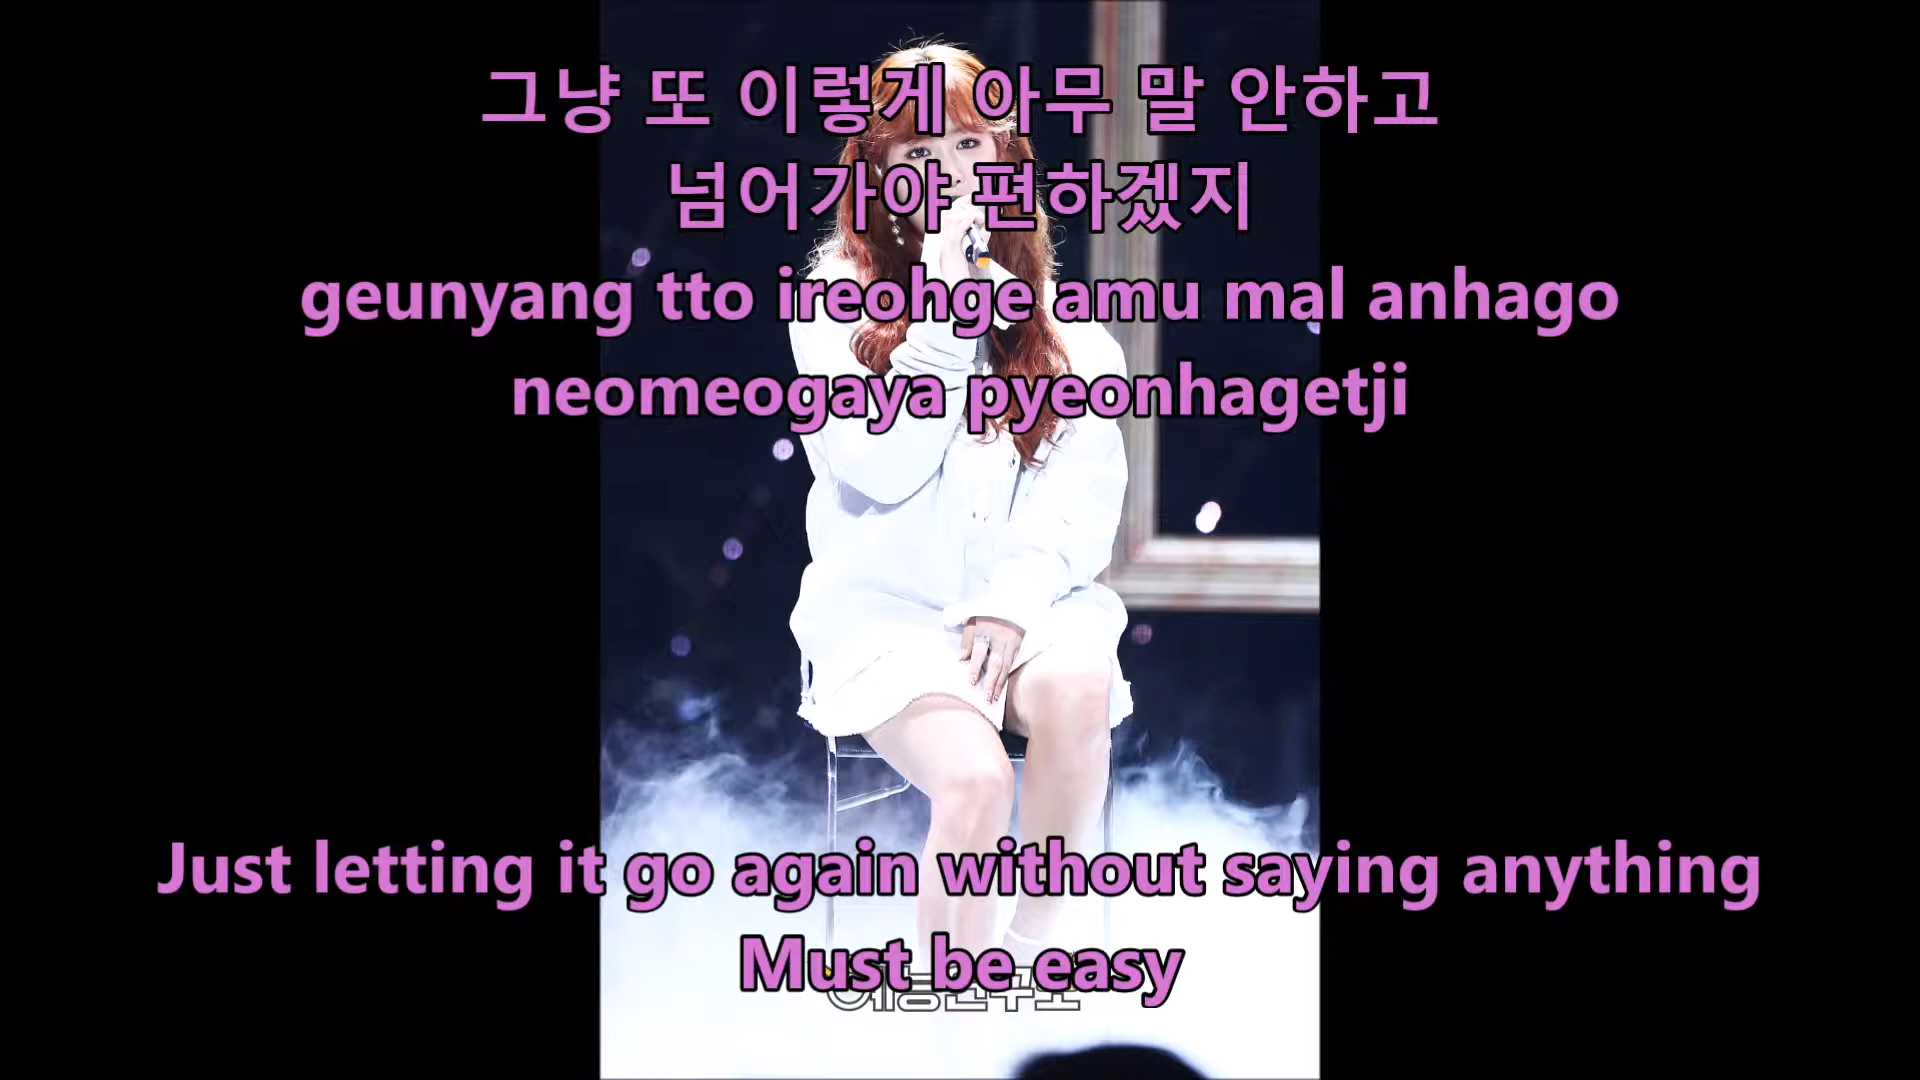 그냥 또 이렇게 아무 말 안하고
넘어가야 편하겠지
geunyang tto ireohge amu mal anhago
neomeogaya pyeonhagetji
Just letting it go again without saying anything
Must be easy